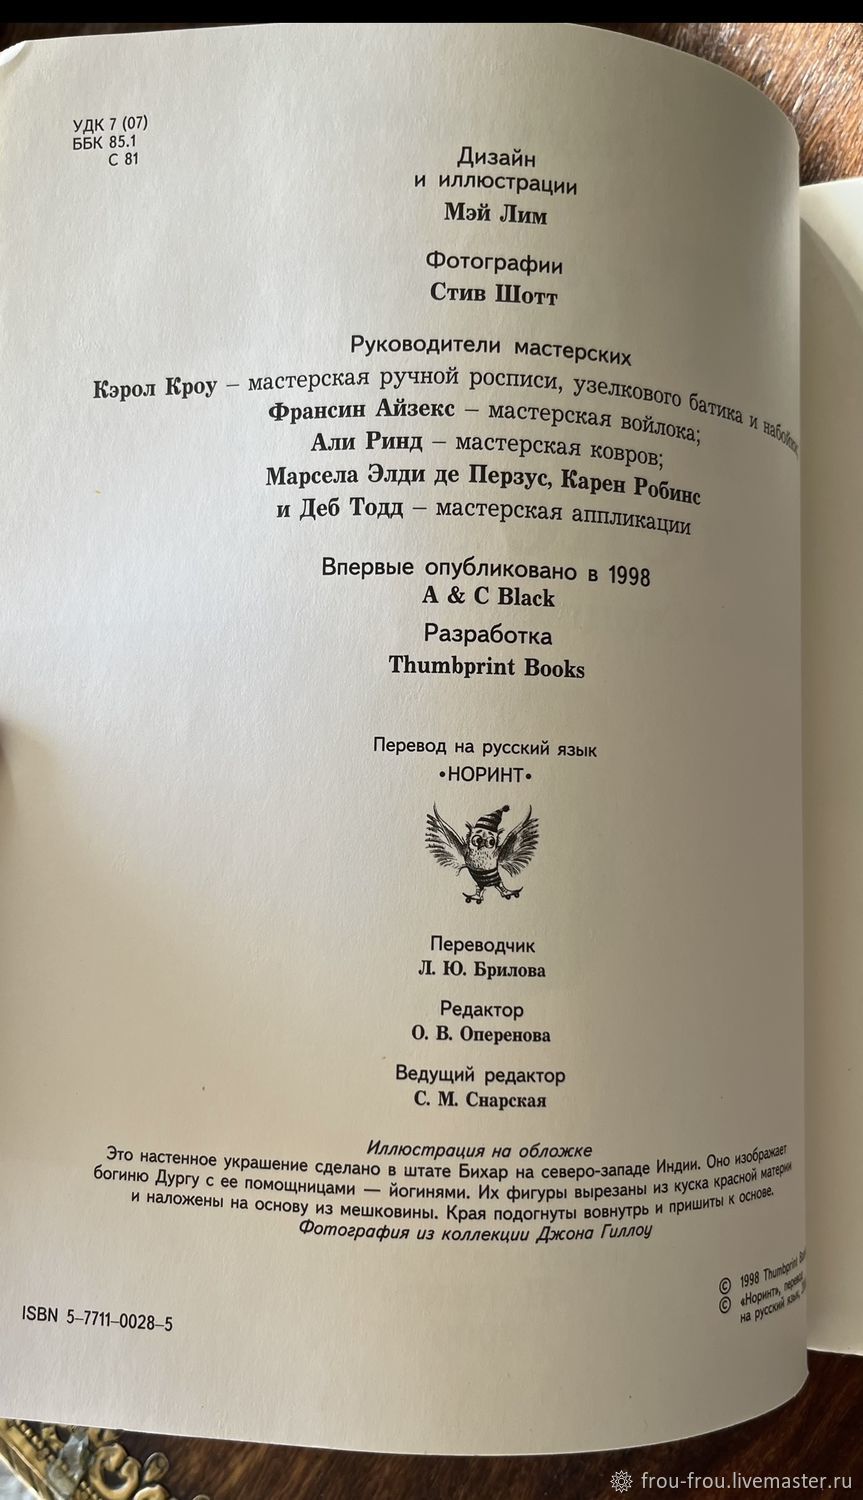 УДК 7 (07)
ББК 85.1
С 81
Дизайн
и иллюстрации
Мэй Лим
Фотографии
Стив Шотт
Руководители мастерских
Кэрол Кроу – мастерская ручной росписи, узелкового батика и набойки;
Франсин Айзекс – мастерская войлока;
Али Ринд – мастерская ковров;
Марсела Элди де Перзус, Карен Робинс
и Деб Тодд – мастерская аппликации
Впервые опубликовано в 1998
A & C Black
Разработка
Thumbprint Books
Перевод на русский язык
•НОРИНТ•
Переводчик
Л. Ю. Брилова
Редактор
О. В. Оперенова
Ведущий редактор
С. М. Снарская
Иллюстрация на обложке
Это настенное украшение сделано в штате Бихар на северо-западе Индии. Оно изображает
богиню Дургу с ее помощницами — йогинями. Их фигуры вырезаны из куска красной материи
и наложены на основу из мешковины. Края подогнуты вовнутрь и пришиты к основе.
Фотография из коллекции Джона Гиллоу
© 1998 Thumbprint
© «Норинт»,
на русский язык,
ISBN 5–7711–0028–5
frou-frou.livemaster.ru